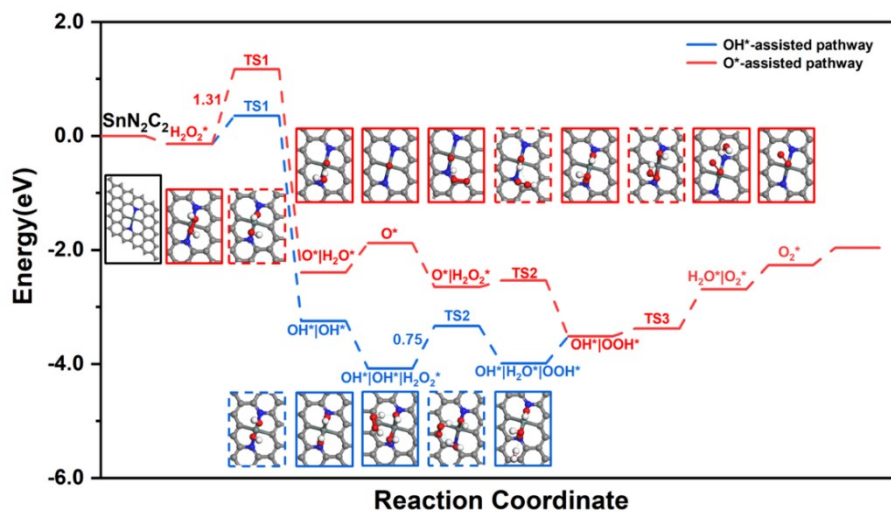 2.0
0.0
-2.0
-4.0
-6.0
Energy(eV)
Reaction Coordinate
OH*-assisted pathway
O*-assisted pathway
SnN₂C₂
H₂O₂*
1.31
TS1
TS1
O*|H₂O*
O*
O*|H₂O₂*
TS2
OH*|OOH*
TS3
H₂O*|O₂*
O₂*
OH*|OH*
0.75
TS2
OH*|OH*|H₂O₂*
OH*|H₂O*|OOH*